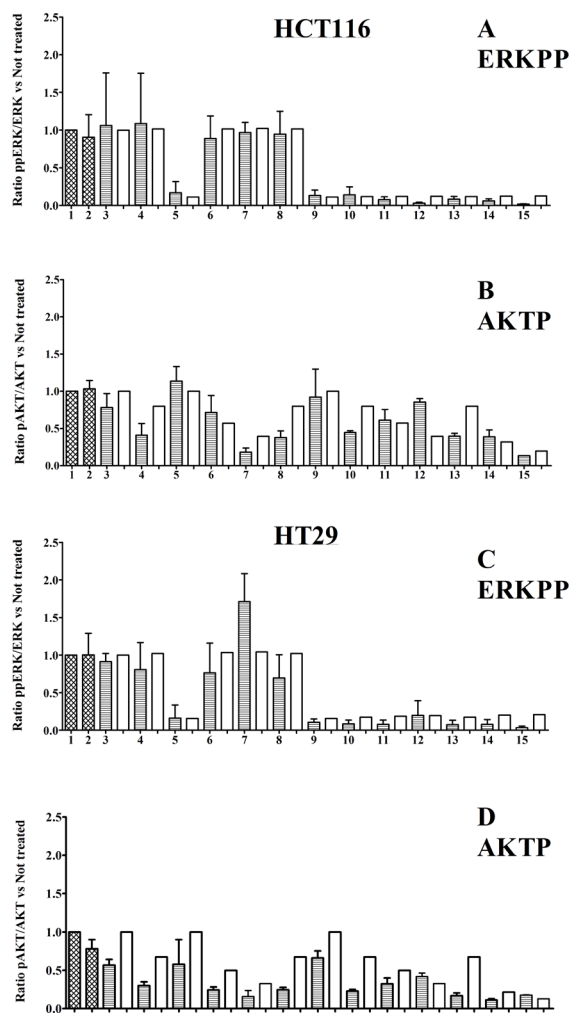 HCT116
A
ERKPP
Ratio ppERK/ERK vs Not treated
2.5
2.0
1.5
1.0
0.5
0.0
1 2 3 4 5 6 7 8 9 10 11 12 13 14 15
B
AKTP
Ratio pAKT/AKT vs Not treated
2.5
2.0
1.5
1.0
0.5
0.0
1 2 3 4 5 6 7 8 9 10 11 12 13 14 15
HT29
C
ERKPP
Ratio ppERK/ERK vs Not treated
2.5
2.0
1.5
1.0
0.5
0.0
1 2 3 4 5 6 7 8 9 10 11 12 13 14 15
D
AKTP
Ratio pAKT/AKT vs Not treated
2.5
2.0
1.5
1.0
0.5
0.0